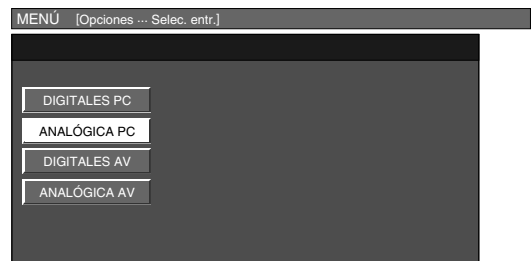 MENÚ [Opciones ··· Selec. entr.]
DIGITALES PC
ANALÓGICA PC
DIGITALES AV
ANALÓGICA AV